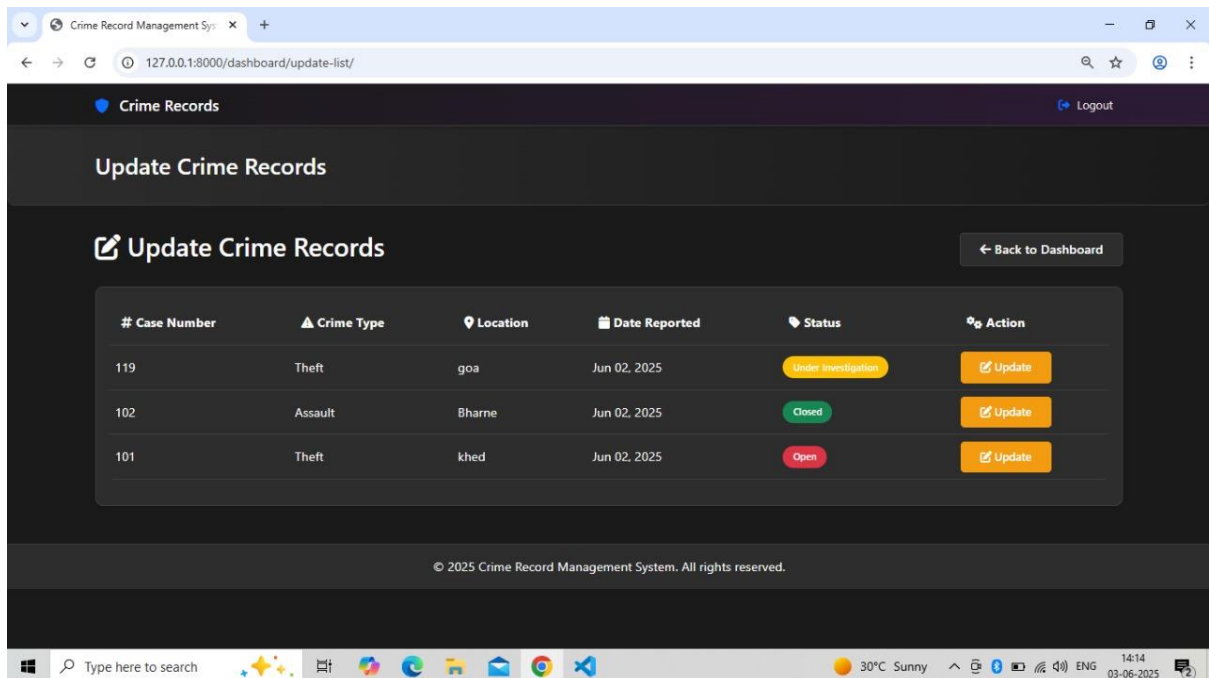 Crime Record Management Sys
127.0.0.1:8000/dashboard/update-list/
Crime Records Logout
Update Crime Records
Update Crime Records Back to Dashboard
# Case Number Crime Type Location Date Reported Status Action
119 Theft goa Jun 02, 2025 Under Investigation Update
102 Assault Bharne Jun 02, 2025 Closed Update
101 Theft khed Jun 02, 2025 Open Update
© 2025 Crime Record Management System. All rights reserved.
Type here to search 30°C Sunny ENG 14:14
03-06-2025 2